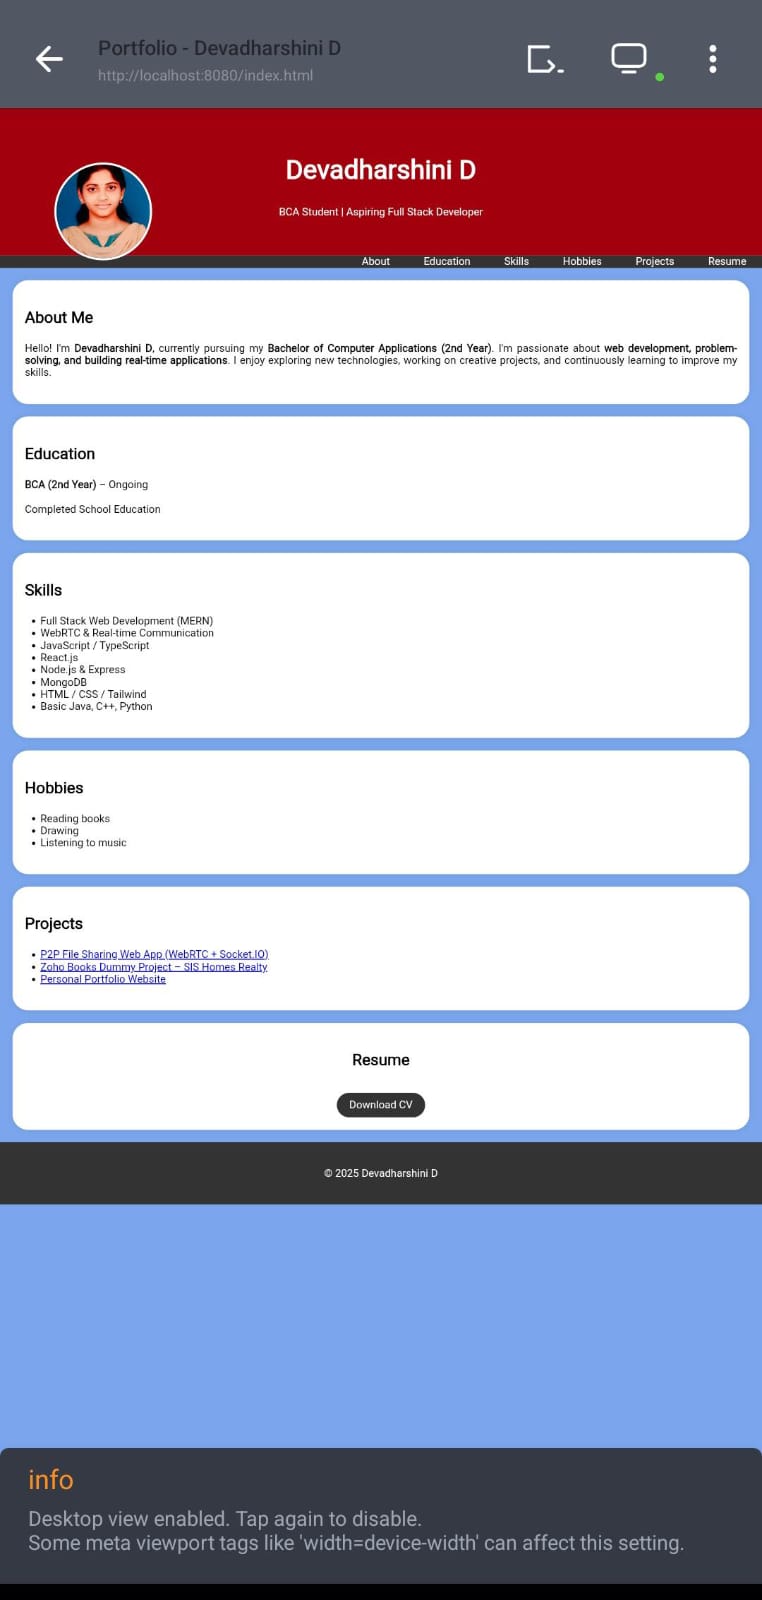 Portfolio - Devadharshini D
http://localhost:8080/index.html
Devadharshini D
BCA Student | Aspiring Full Stack Developer
About Education Skills Hobbies Projects Resume
About Me
Hello! I'm Devadharshini D, currently pursuing my Bachelor of Computer Applications (2nd Year). I'm passionate about web development, problem-
solving, and building real-time applications. I enjoy exploring new technologies, working on creative projects, and continuously learning to improve my
skills.
Education
BCA (2nd Year) – Ongoing
Completed School Education
Skills
• Full Stack Web Development (MERN)
• WebRTC & Real-time Communication
• JavaScript / TypeScript
• React.js
• Node.js & Express
• MongoDB
• HTML / CSS / Tailwind
• Basic Java, C++, Python
Hobbies
• Reading books
• Drawing
• Listening to music
Projects
• P2P File Sharing Web App (WebRTC + Socket.IO)
• Zoho Books Dummy Project – SIS Homes Realty
• Personal Portfolio Website
Resume
Download CV
© 2025 Devadharshini D
info
Desktop view enabled. Tap again to disable.
Some meta viewport tags like 'width=device-width' can affect this setting.